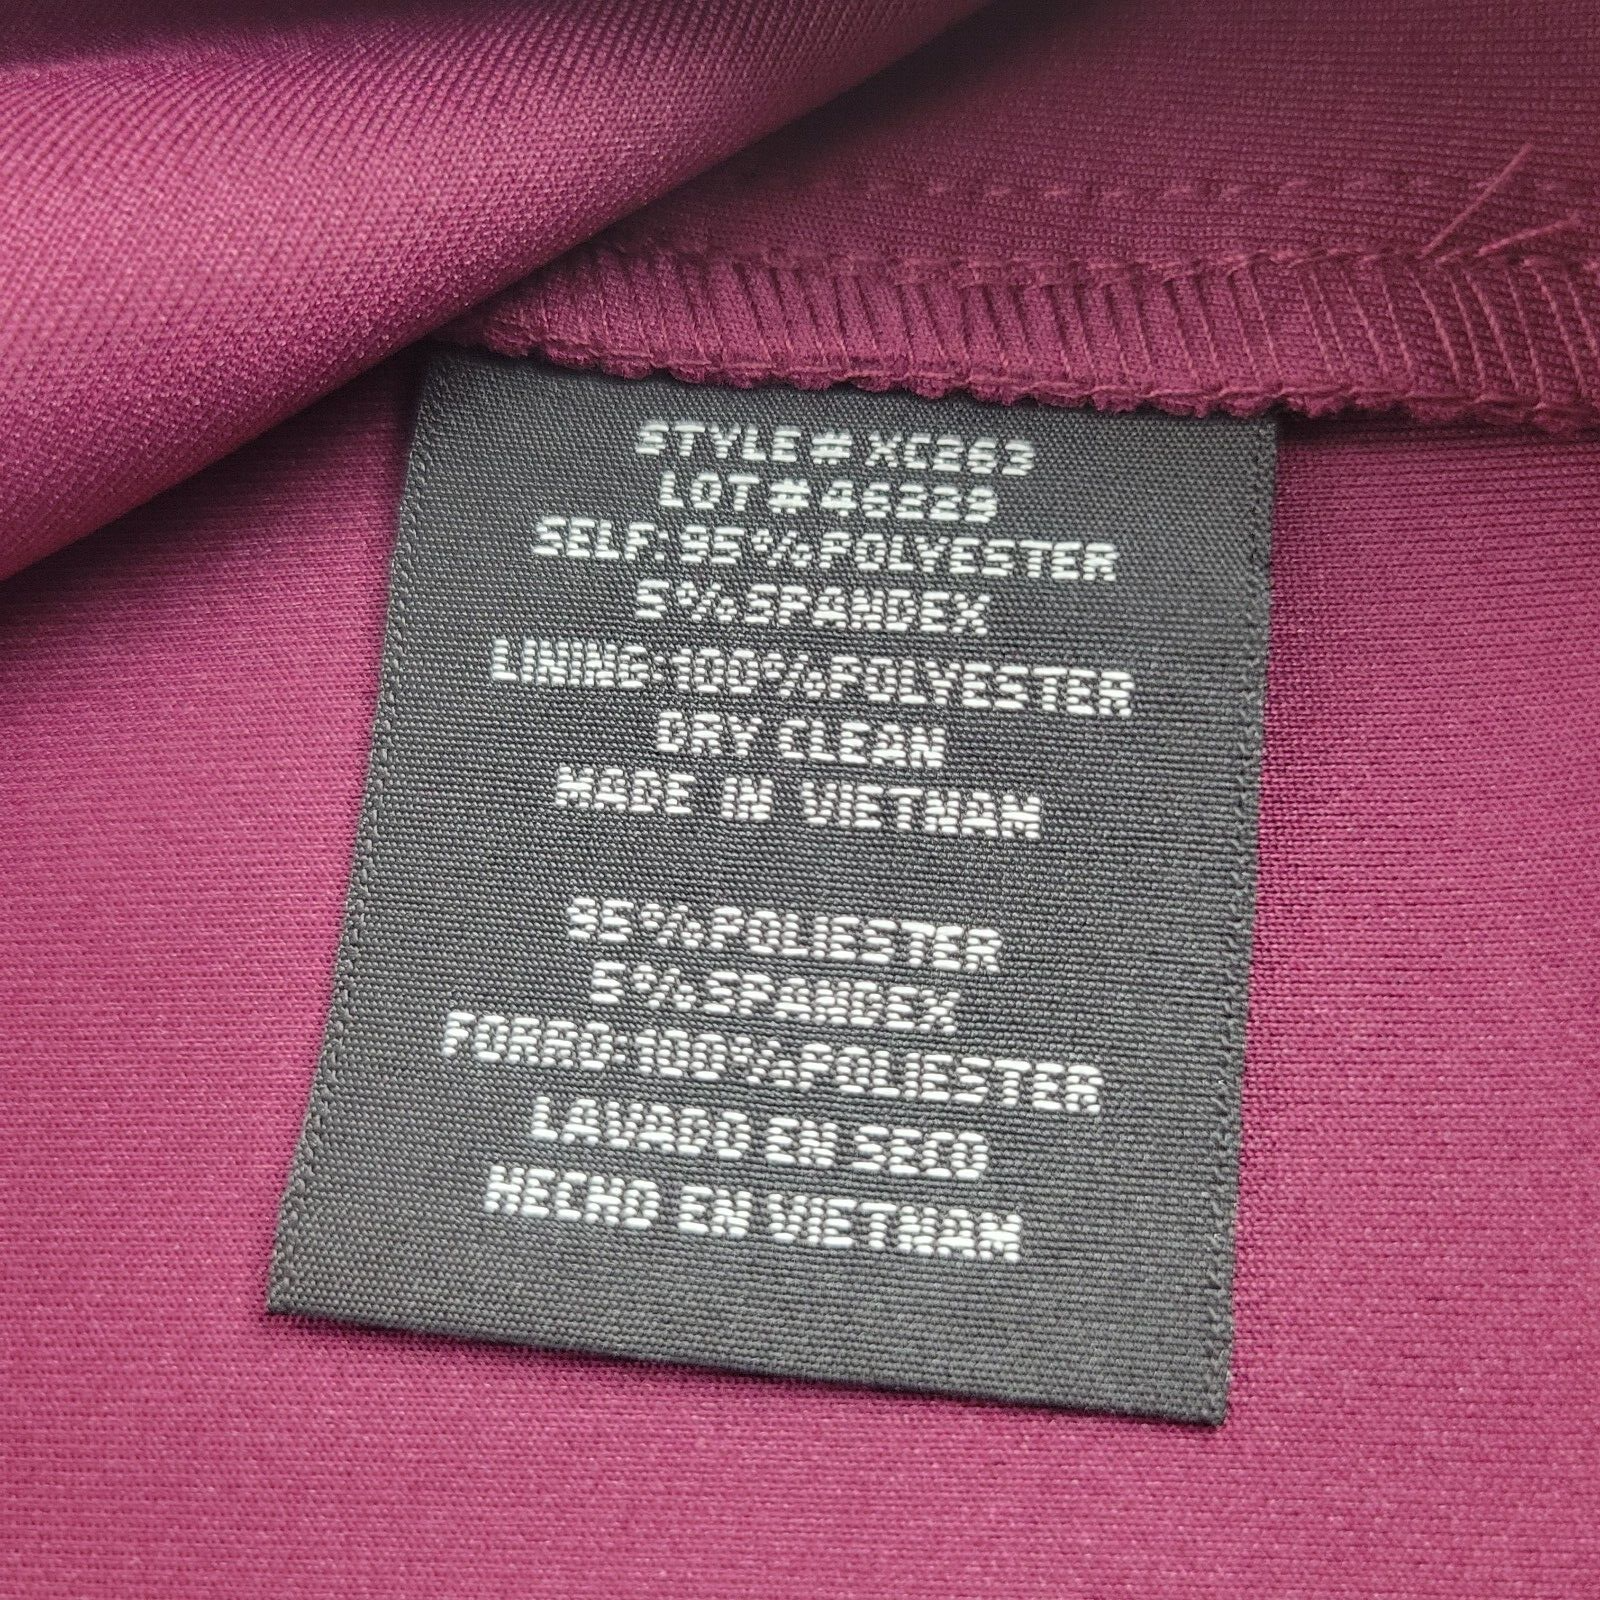 STYLE # XC263
LOT # 46329
SELF: 95% POLYESTER
5% SPANDEX
LINING: 100% POLYESTER
DRY CLEAN
MADE IN VIETNAM
95% POLIESTER
5% SPANDEX
FORRO: 100% POLIESTER
LAVADO EN SECO
HECHO EN VIETNAM